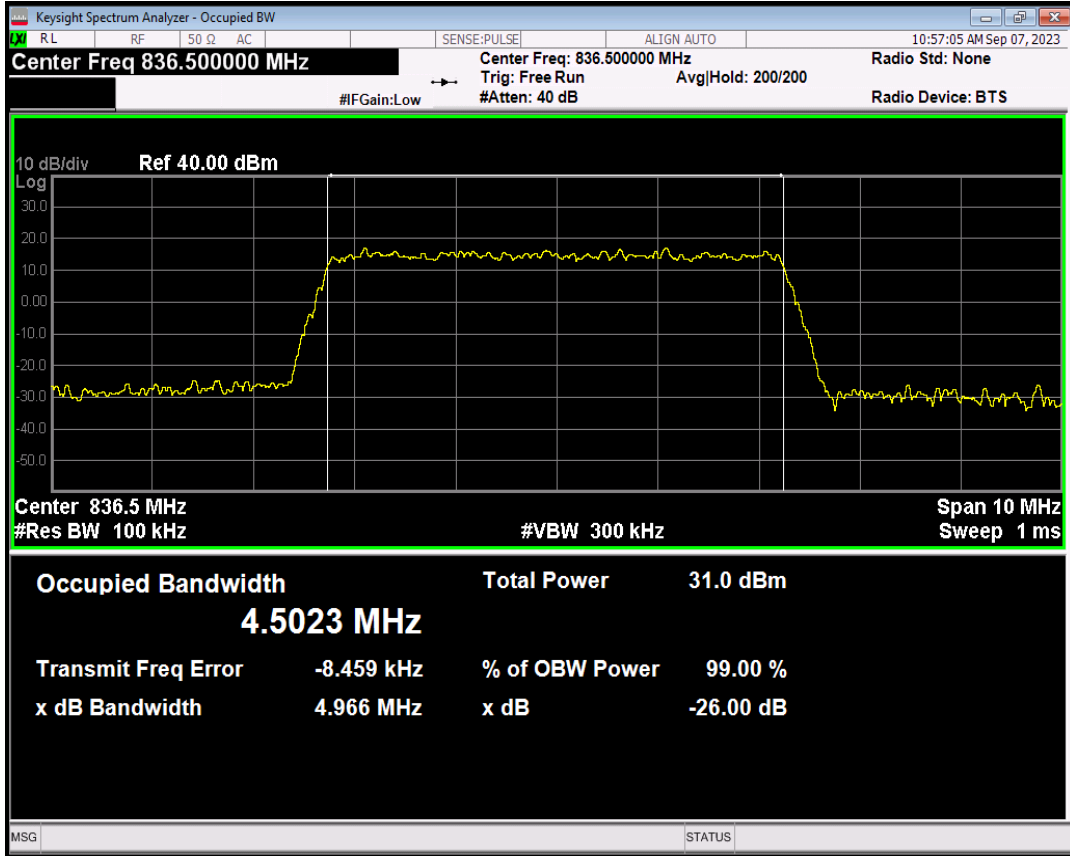 Keysight Spectrum Analyzer - Occupied BW
LXI RL RF 50 Ω AC SENSE:PULSE ALIGN AUTO 10:57:05 AM Sep 07, 2023
Center Freq 836.500000 MHz
Center Freq: 836.500000 MHz
Radio Std: None
Trig: Free Run Avg|Hold: 200/200
#IFGain:Low #Atten: 40 dB
Radio Device: BTS
10 dB/div Ref 40.00 dBm
Log
30.0
20.0
10.0
0.00
-10.0
-20.0
-30.0
-40.0
-50.0
Center 836.5 MHz Span 10 MHz
#Res BW 100 kHz #VBW 300 kHz Sweep 1 ms
Occupied Bandwidth Total Power 31.0 dBm
4.5023 MHz
Transmit Freq Error -8.459 kHz % of OBW Power 99.00 %
x dB Bandwidth 4.966 MHz x dB -26.00 dB
MSG STATUS